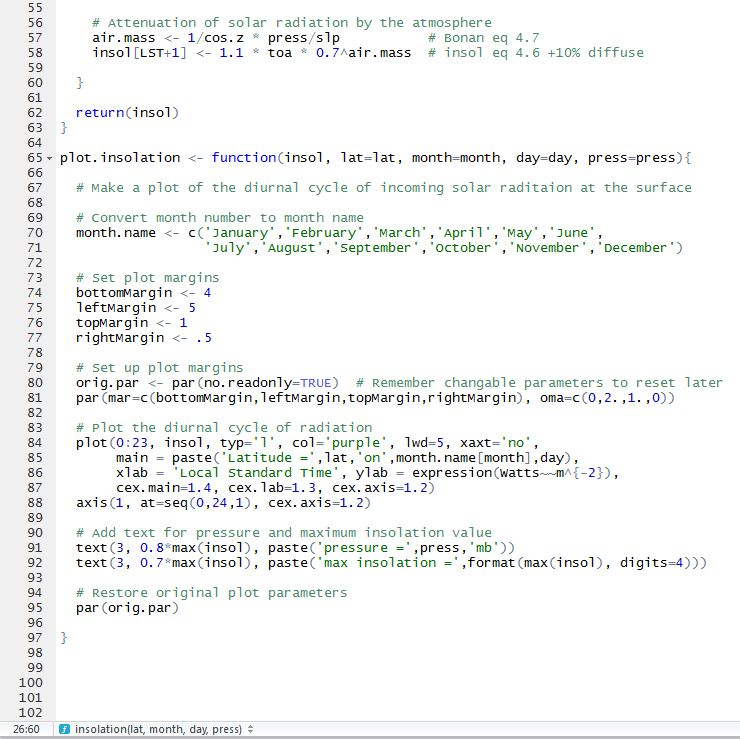 55
56 # Attenuation of solar radiation by the atmosphere
57 air.mass <- 1/cos.z * press/slp # Bonan eq 4.7
58 insol[LST+1] <- 1.1 * toa * 0.7^air.mass # insol eq 4.6 +10% diffuse
59
60 }
61
62 return(insol)
63 }
64
65 plot.insolation <- function(insol, lat=lat, month=month, day=day, press=press){
66
67 # Make a plot of the diurnal cycle of incoming solar raditaion at the surface
68
69 # Convert month number to month name
70 month.name <- c('January','February','March','April','May','June',
71 'July','August','September','October','November','December')
72
73 # Set plot margins
74 bottomMargin <- 4
75 leftMargin <- 5
76 topMargin <- 1
77 rightMargin <- .5
78
79 # Set up plot margins
80 orig.par <- par(no.readonly=TRUE) # Remember changable parameters to reset later
81 par(mar=c(bottomMargin,leftMargin,topMargin,rightMargin), oma=c(0,2.,1.,0))
82
83 # Plot the diurnal cycle of radiation
84 plot(0:23, insol, typ='l', col='purple', lwd=5, xaxt='no',
85 main = paste('Latitude =',lat,'on',month.name[month],day),
86 xlab = 'Local Standard Time', ylab = expression(Watts~~m^{-2}),
87 cex.main=1.4, cex.lab=1.3, cex.axis=1.2)
88 axis(1, at=seq(0,24,1), cex.axis=1.2)
89
90 # Add text for pressure and maximum insolation value
91 text(3, 0.8*max(insol), paste('pressure =',press,'mb'))
92 text(3, 0.7*max(insol), paste('max insolation =',format(max(insol), digits=4)))
93
94 # Restore original plot parameters
95 par(orig.par)
96
97 }
98
99
100
101
102
26:60 f insolation(lat, month, day, press)